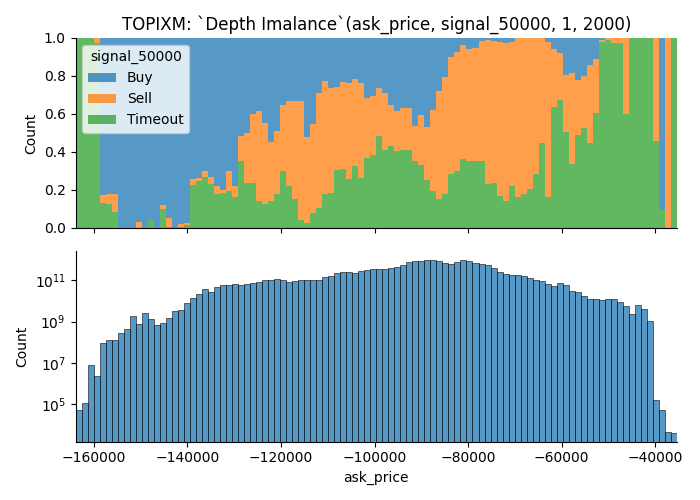 TOPIXM: `Depth Imalance`(ask_price, signal_50000, 1, 2000)
signal_50000
Buy
Sell
Timeout
Count
1.0
0.8
0.6
0.4
0.2
0.0
Count
10^11
10^9
10^7
10^5
−160000 −140000 −120000 −100000 −80000 −60000 −40000
ask_price